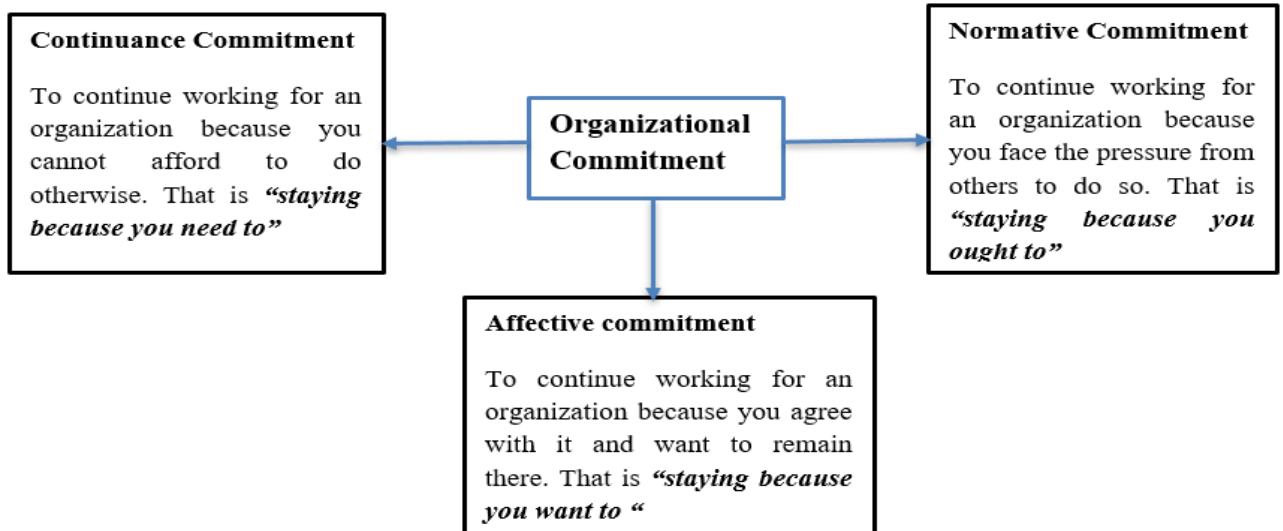 Continuance Commitment
To continue working for an
organization because you
cannot afford to do
otherwise. That is “staying
because you need to”
Organizational
Commitment
Normative Commitment
To continue working for
an organization because
you face the pressure from
others to do so. That is
“staying because you
ought to”
Affective commitment
To continue working for an
organization because you agree
with it and want to remain
there. That is “staying because
you want to “